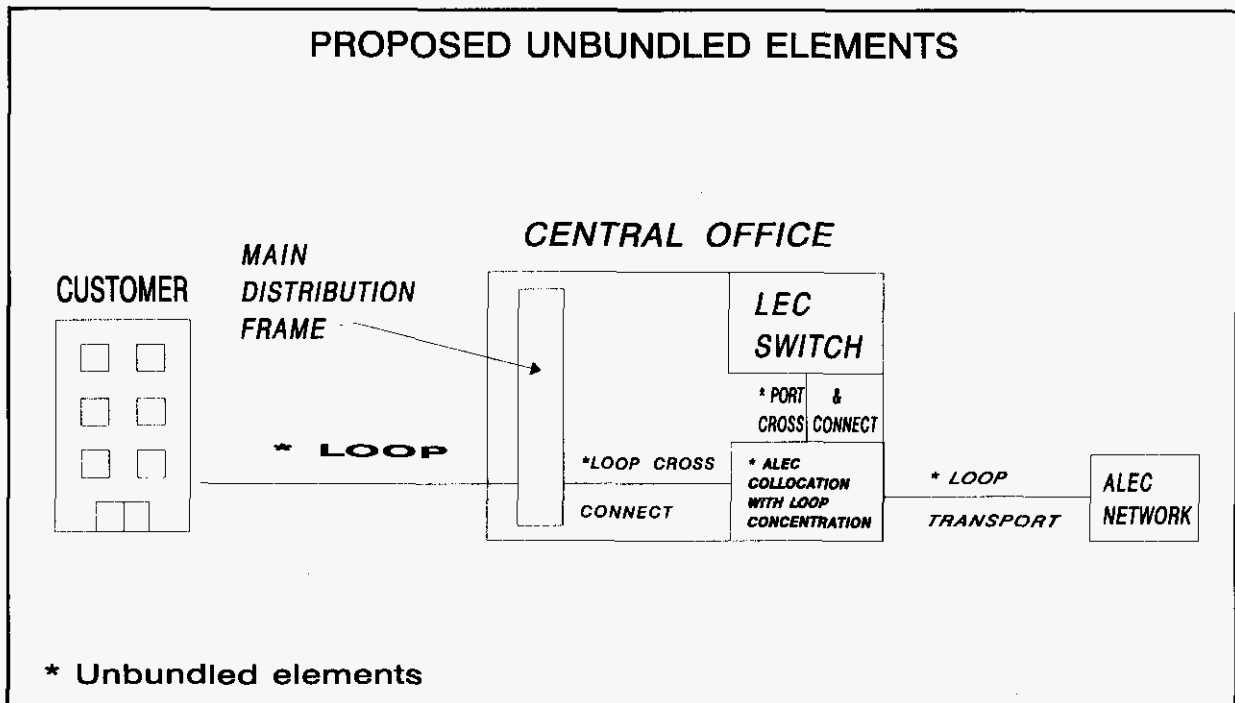 PROPOSED UNBUNDLED ELEMENTS
CENTRAL OFFICE
MAIN
DISTRIBUTION
FRAME
CUSTOMER
LEC
SWITCH
* PORT &
CROSS CONNECT
* LOOP
*LOOP CROSS
CONNECT
* ALEC
COLLOCATION
WITH LOOP
CONCENTRATION
* LOOP
TRANSPORT
ALEC
NETWORK
* Unbundled elements